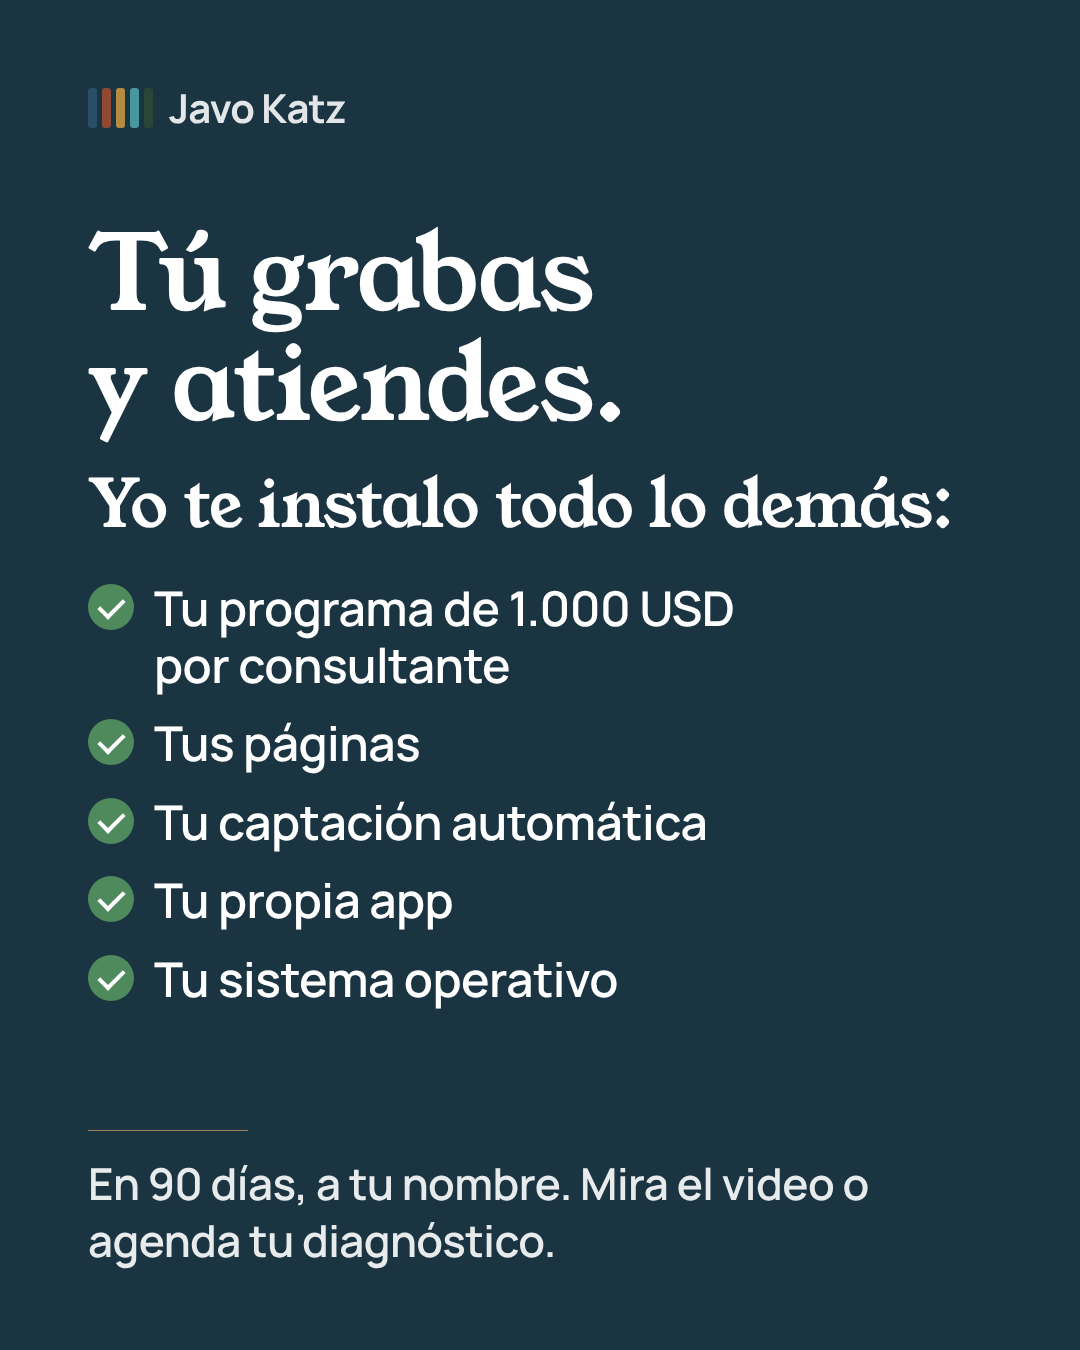 Javo Katz
Tú grabas
y atiendes.
Yo te instalo todo lo demás:
Tu programa de 1.000 USD
por consultante
Tus páginas
Tu captación automática
Tu propia app
Tu sistema operativo
En 90 días, a tu nombre. Mira el video o
agenda tu diagnóstico.